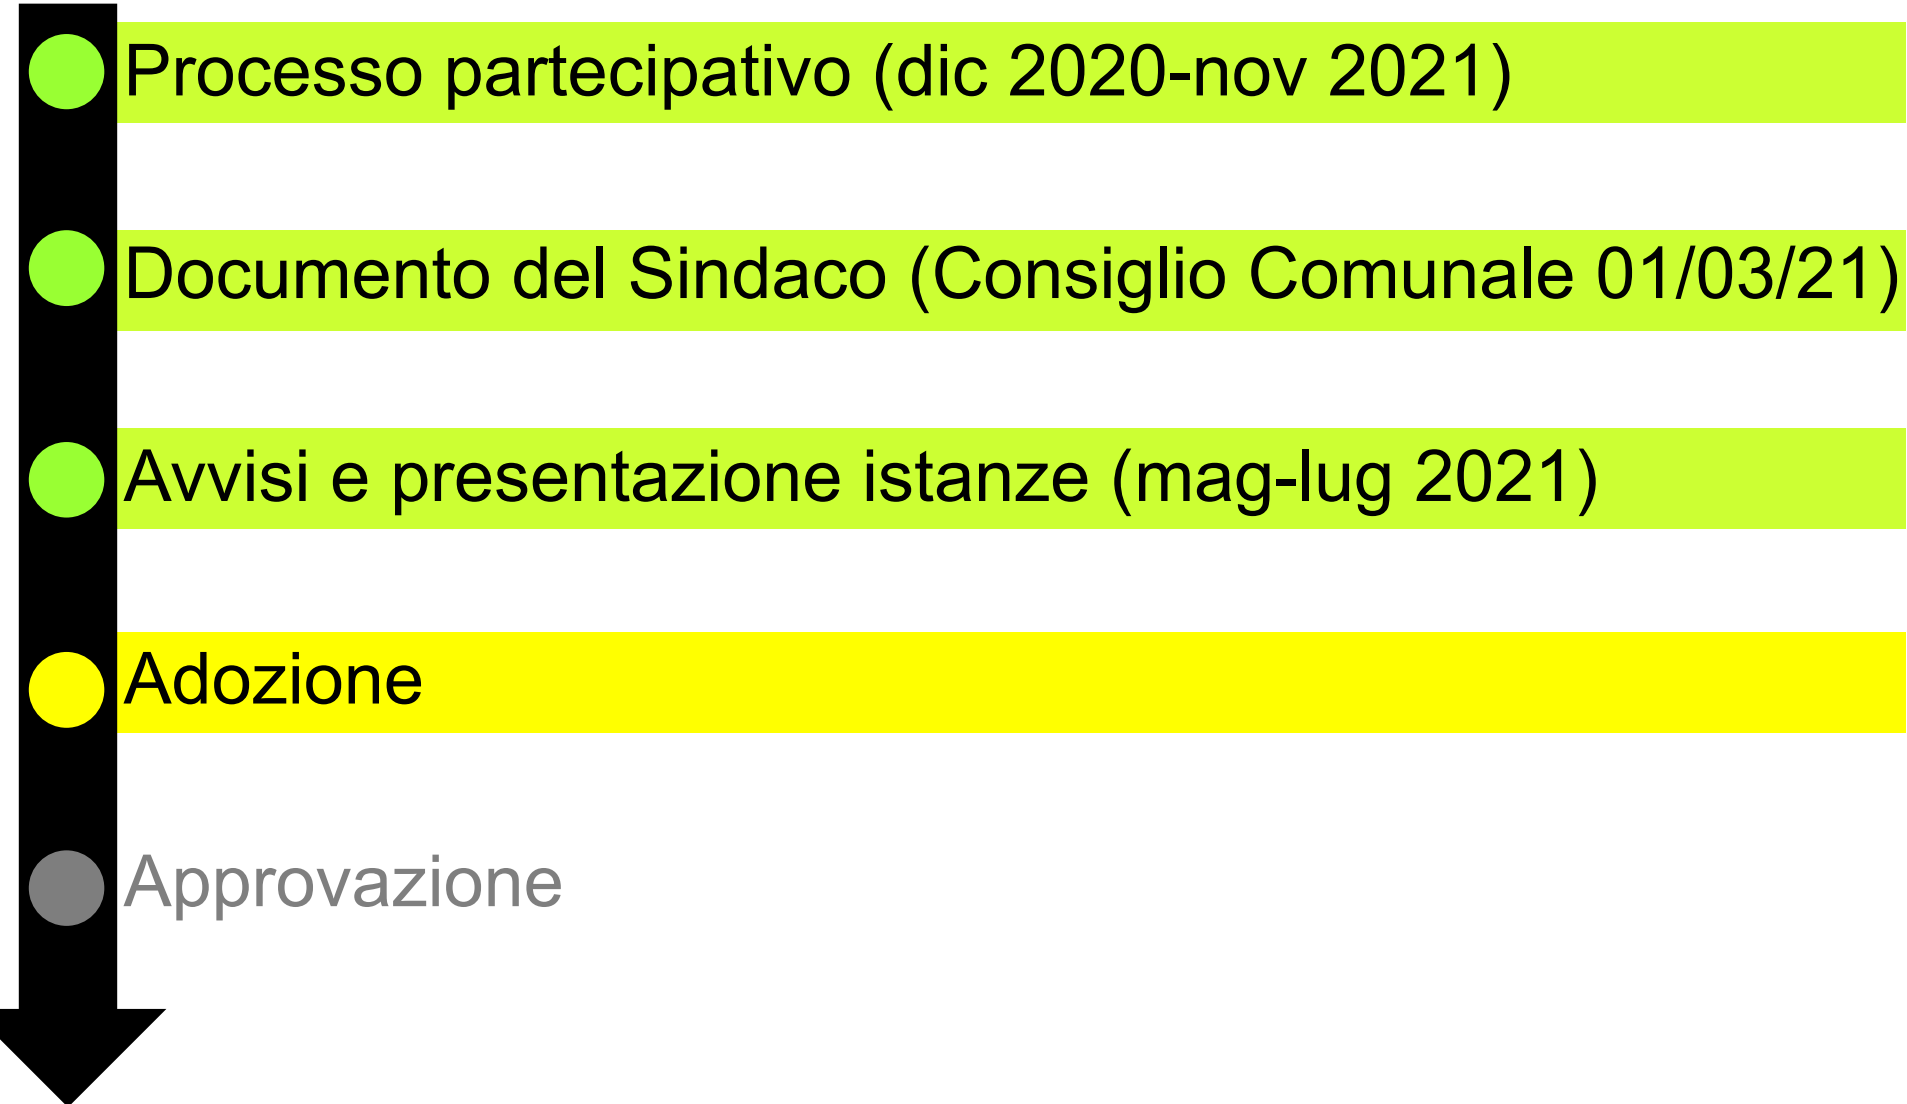 Processo partecipativo (dic 2020-nov 2021)
Documento del Sindaco (Consiglio Comunale 01/03/21)
Avvisi e presentazione istanze (mag-lug 2021)
Adozione
Approvazione